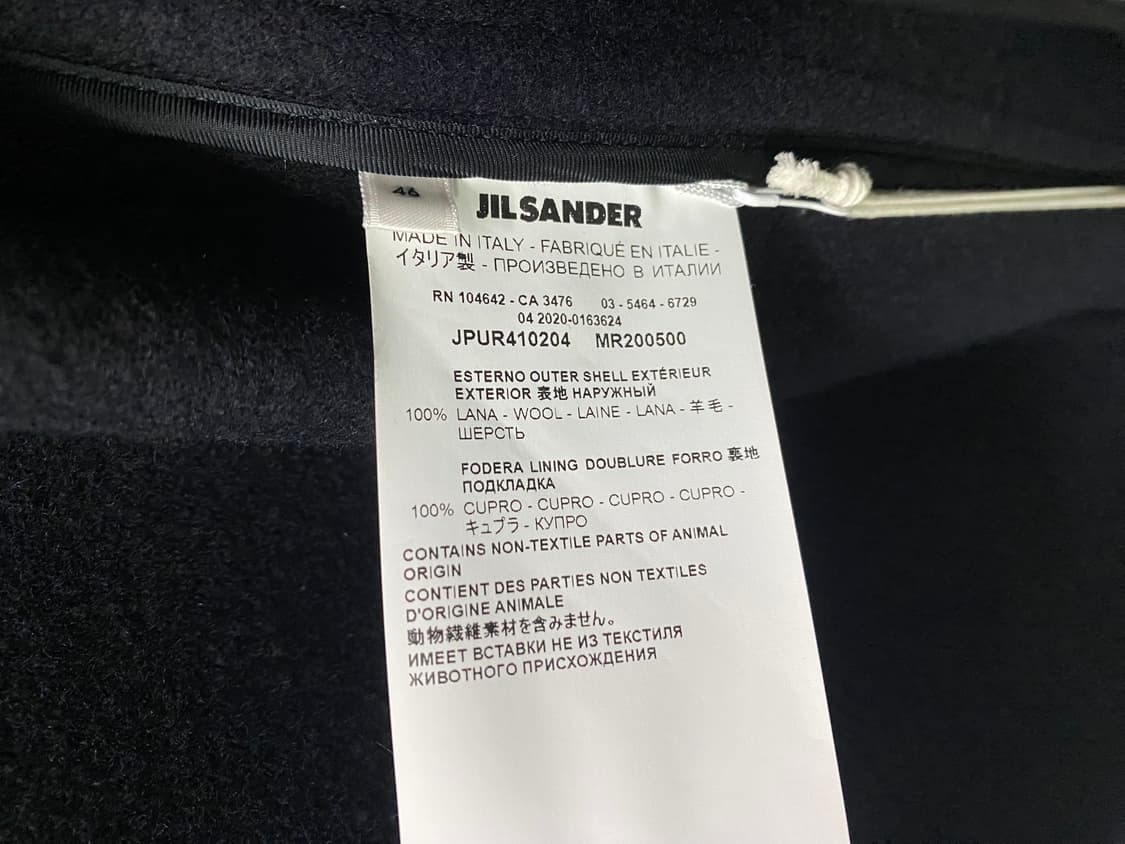 46
JIL SANDER
MADE IN ITALY - FABRIQUÉ EN ITALIE -
イタリア製 - ПРОИЗВЕДЕНО В ИТАЛИИ
RN 104642 - CA 3476 03 - 5464 - 6729
04 2020-0163624
JPUR410204 MR200500
ESTERNO OUTER SHELL EXTÉRIEUR
EXTERIOR 表地 НАРУЖНЫЙ
100% LANA - WOOL - LAINE - LANA - 羊毛 -
ШЕРСТЬ
FODERA LINING DOUBLURE FORRO 裏地
ПОДКЛАДКА
100% CUPRO - CUPRO - CUPRO - CUPRO -
キュプラ - КУПРО
CONTAINS NON-TEXTILE PARTS OF ANIMAL
ORIGIN
CONTIENT DES PARTIES NON TEXTILES
D'ORIGINE ANIMALE
動物繊維素材を含みません。
ИМЕЕТ ВСТАВКИ НЕ ИЗ ТЕКСТИЛЯ
ЖИВОТНОГО ПРИСХОЖДЕНИЯ